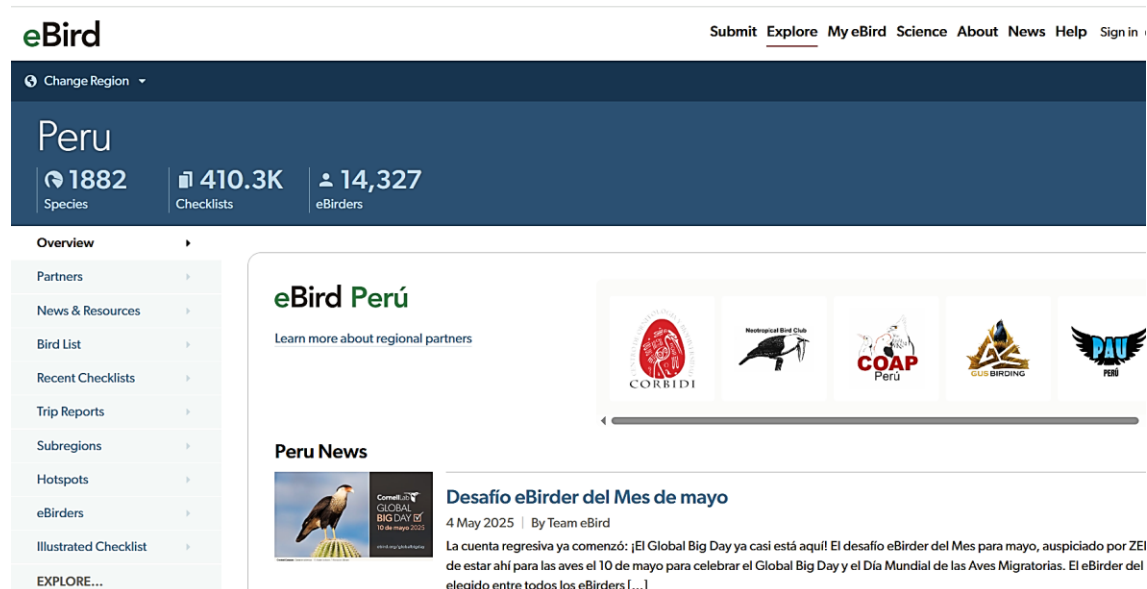 eBird
Submit Explore My eBird Science About News Help Sign in
Change Region
Peru
1882 410.3K 14,327
Species Checklists eBirders
Overview
Partners
News & Resources
Bird List
Recent Checklists
Trip Reports
Subregions
Hotspots
eBirders
Illustrated Checklist
EXPLORE...
eBird Perú
Learn more about regional partners
CORBIDI
Neotropical Bird Club
COAP
Perú
GUS BIRDING
PAU
PERÚ
Peru News
CornellLab
GLOBAL
BIG DAY
10 de mayo 2025
ebird.org/globalbigday
Desafío eBirder del Mes de mayo
4 May 2025 | By Team eBird
La cuenta regresiva ya comenzó: ¡El Global Big Day ya casi está aquí! El desafío eBirder del Mes para mayo, auspiciado por ZEI
de estar ahí para las aves el 10 de mayo para celebrar el Global Big Day y el Día Mundial de las Aves Migratorias. El eBirder del
elegido entre todos los eBirders [...]